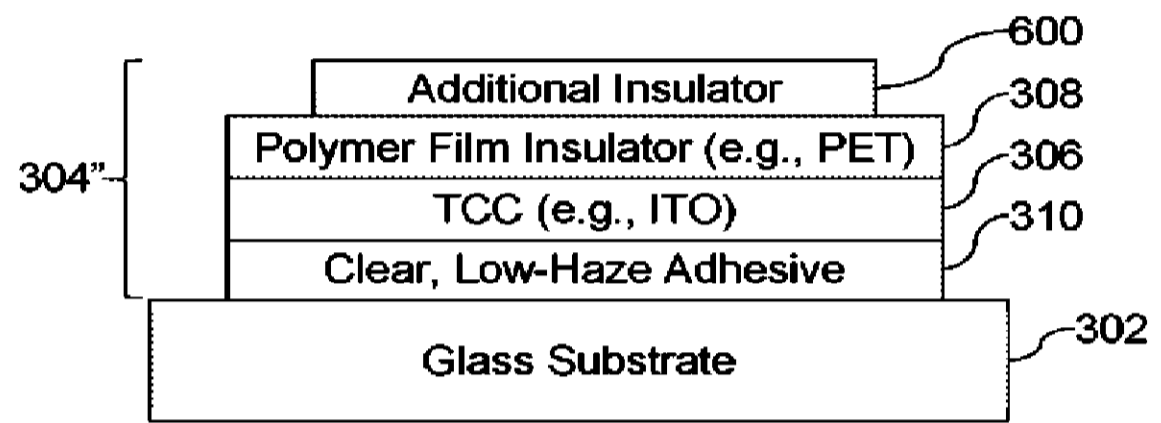 600
Additional Insulator
308
Polymer Film Insulator (e.g., PET)
304”
306
TCC (e.g., ITO)
310
Clear, Low-Haze Adhesive
302
Glass Substrate